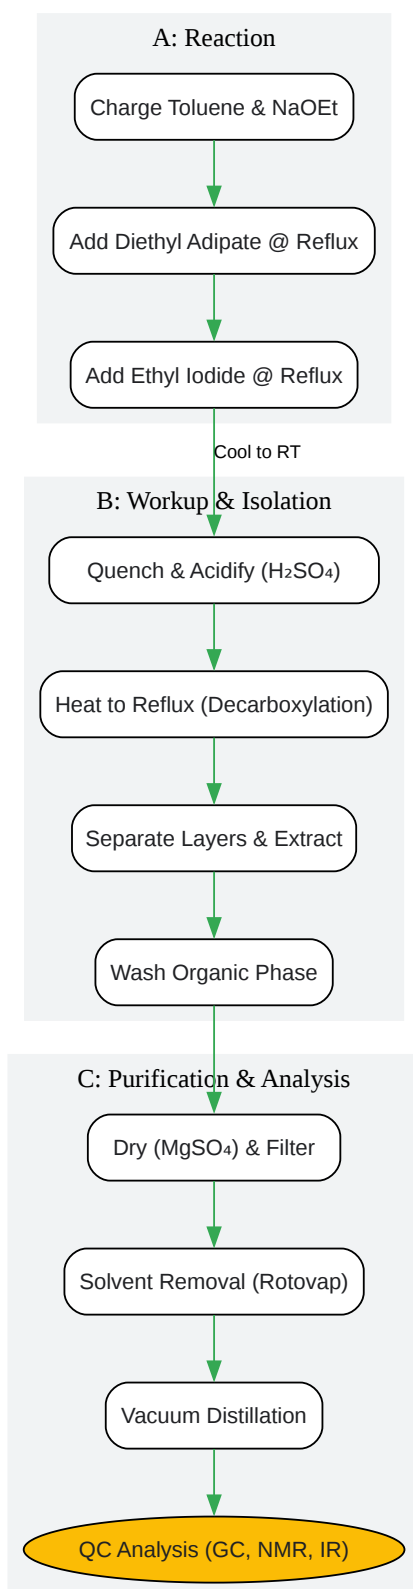 A: Reaction
Charge Toluene & NaOEt
Add Diethyl Adipate @ Reflux
Add Ethyl Iodide @ Reflux
Cool to RT
B: Workup & Isolation
Quench & Acidify (H₂SO₄)
Heat to Reflux (Decarboxylation)
Separate Layers & Extract
Wash Organic Phase
C: Purification & Analysis
Dry (MgSO₄) & Filter
Solvent Removal (Rotovap)
Vacuum Distillation
QC Analysis (GC, NMR, IR)